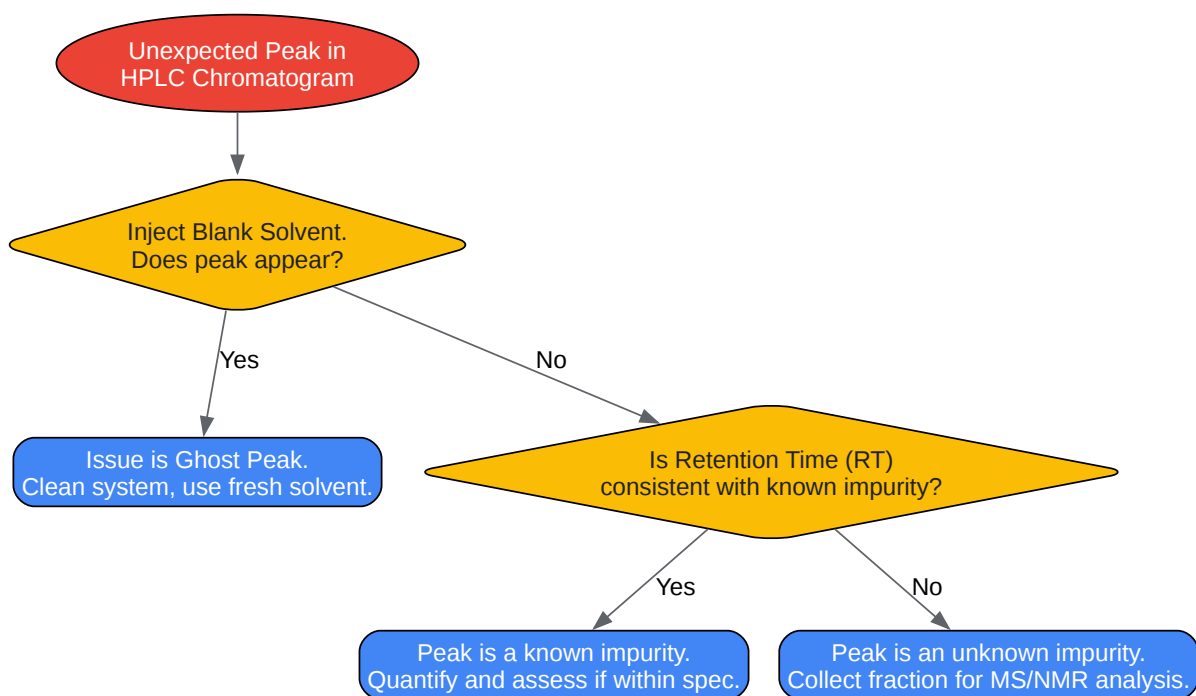 Unexpected Peak in
HPLC Chromatogram
Inject Blank Solvent.
Does peak appear?
Yes
No
Issue is Ghost Peak.
Clean system, use fresh solvent.
Is Retention Time (RT)
consistent with known impurity?
Yes
No
Peak is a known impurity.
Quantify and assess if within spec.
Peak is an unknown impurity.
Collect fraction for MS/NMR analysis.